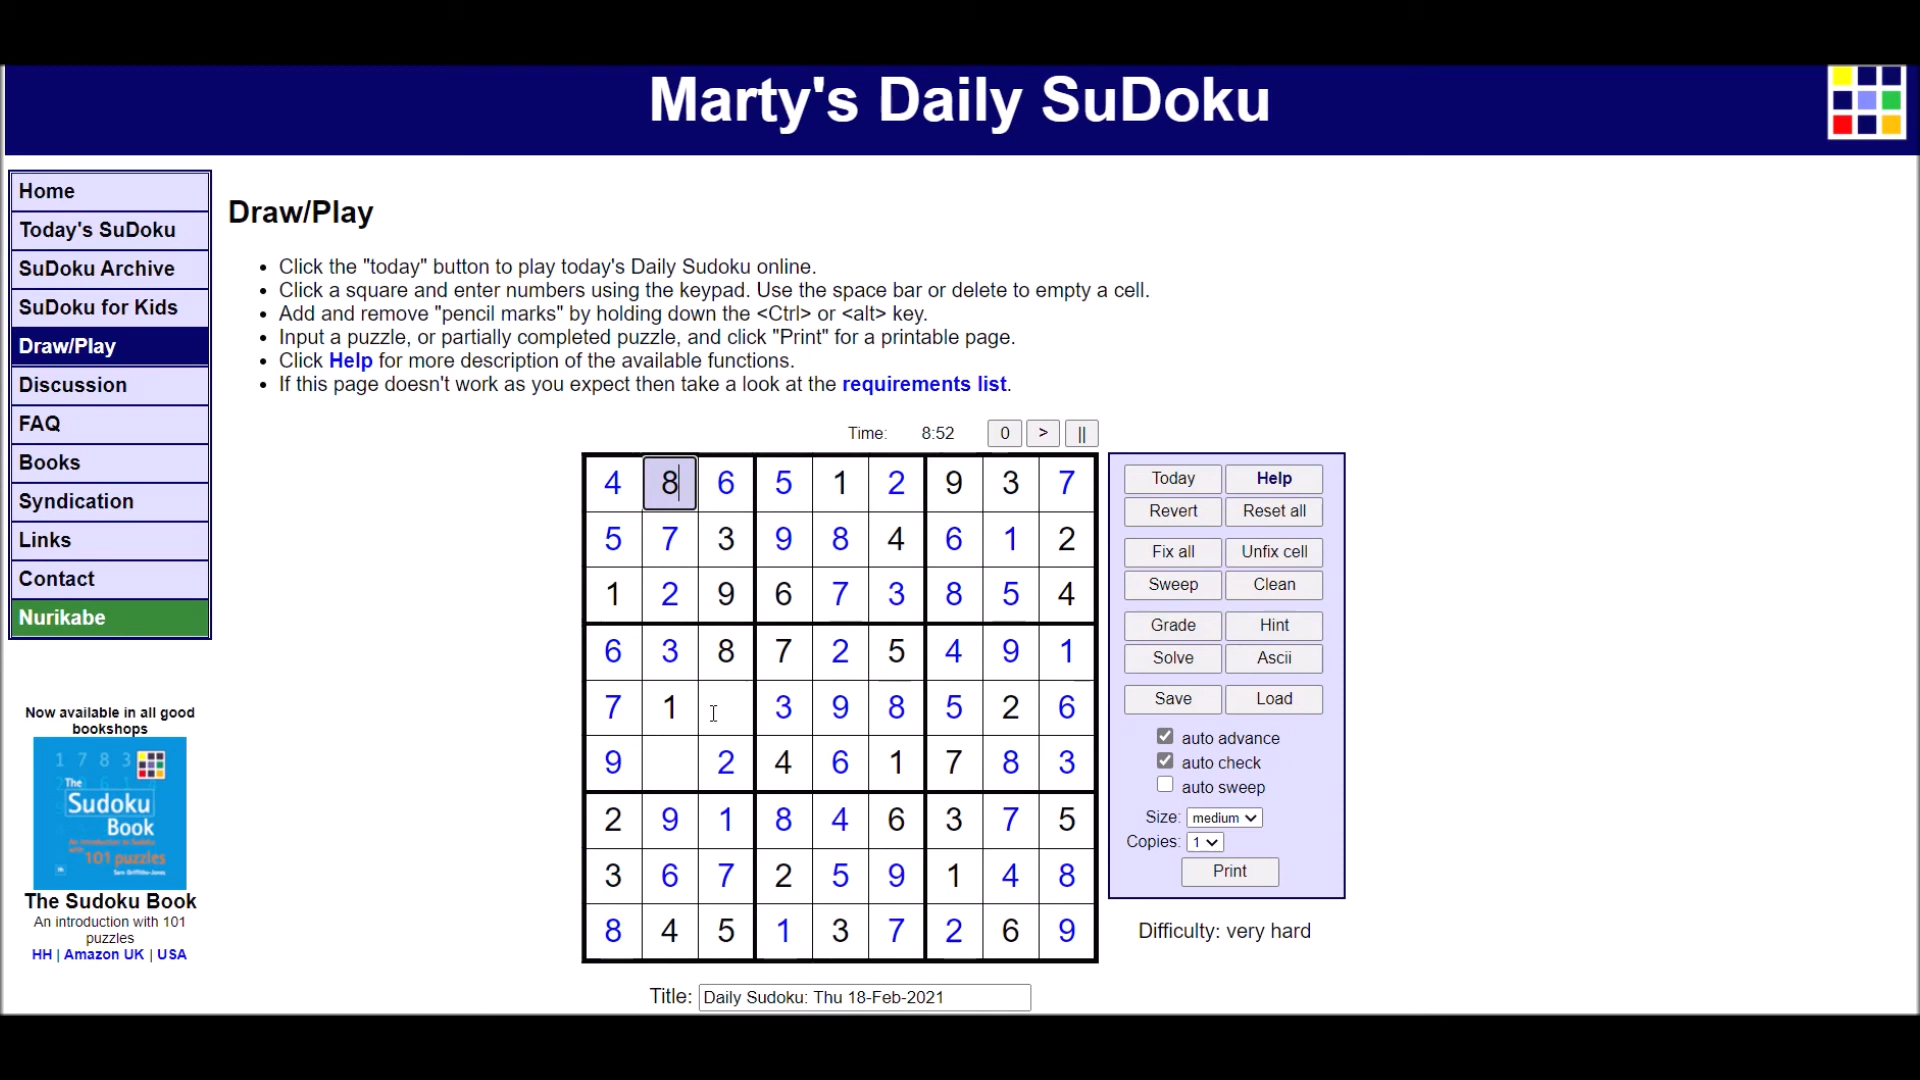 Marty's Daily SuDoku
Home
Today's SuDoku
SuDoku Archive
SuDoku for Kids
Draw/Play
Discussion
FAQ
Books
Syndication
Links
Contact
Nurikabe
Now available in all good
bookshops
The
Sudoku
Book
101 puzzles
The Sudoku Book
An introduction with 101
puzzles
HH | Amazon UK | USA
Draw/Play
• Click the "today" button to play today's Daily Sudoku online.
• Click a square and enter numbers using the keypad. Use the space bar or delete to empty a cell.
• Add and remove "pencil marks" by holding down the <Ctrl> or <alt> key.
• Input a puzzle, or partially completed puzzle, and click "Print" for a printable page.
• Click Help for more description of the available functions.
• If this page doesn't work as you expect then take a look at the requirements list.
Time: 8:52 0 > ||
4 8 6 5 1 2 9 3 7
5 7 3 9 8 4 6 1 2
1 2 9 6 7 3 8 5 4
6 3 8 7 2 5 4 9 1
7 1 3 9 8 5 2 6
9 2 4 6 1 7 8 3
2 9 1 8 4 6 3 7 5
3 6 7 2 5 9 1 4 8
8 4 5 1 3 7 2 6 9
Title: Daily Sudoku: Thu 18-Feb-2021
Today Help
Revert Reset all
Fix all Unfix cell
Sweep Clean
Grade Hint
Solve Ascii
Save Load
auto advance
auto check
auto sweep
Size: medium
Copies: 1
Print
Difficulty: very hard